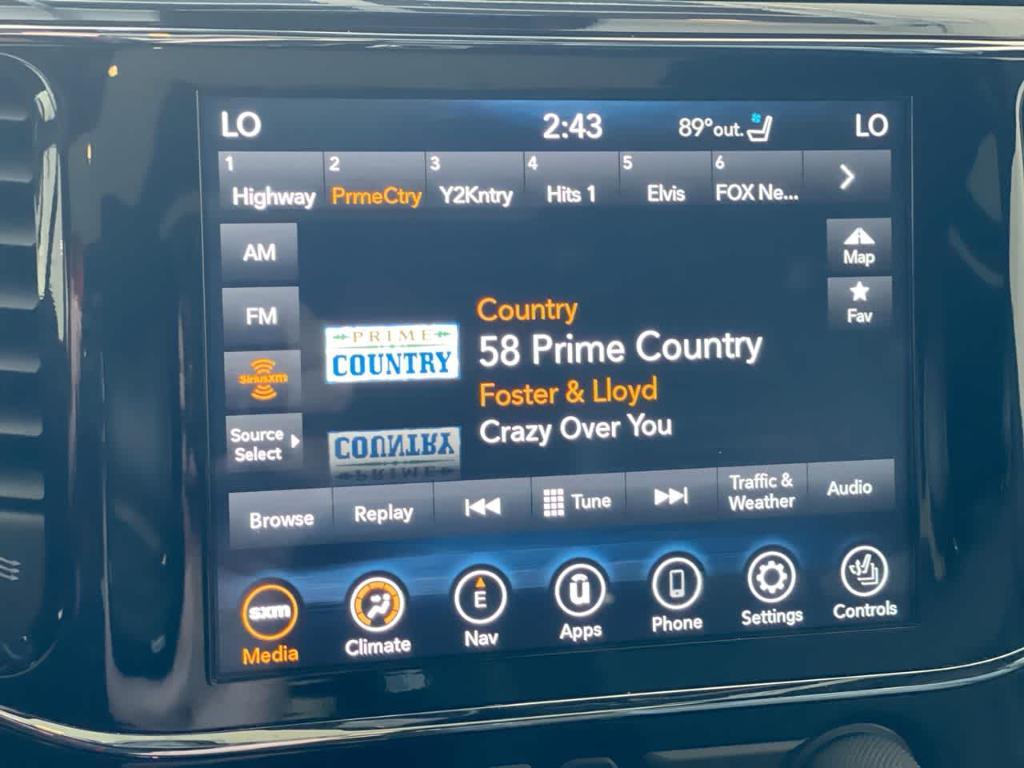 LO 2:43 89°out. LO
1 2 3 4 5 6
Highway PrmeCtry Y2Kntry Hits 1 Elvis FOX Ne...
AM
Map
FM
Fav
Country
PRIME
COUNTRY
58 Prime Country
SiriusXM
Foster & Lloyd
Crazy Over You
Source
Select
COUNTRY
PRIME
Browse Replay Tune Traffic &
Weather Audio
sxm E ū
Media Climate Nav Apps Phone Settings Controls